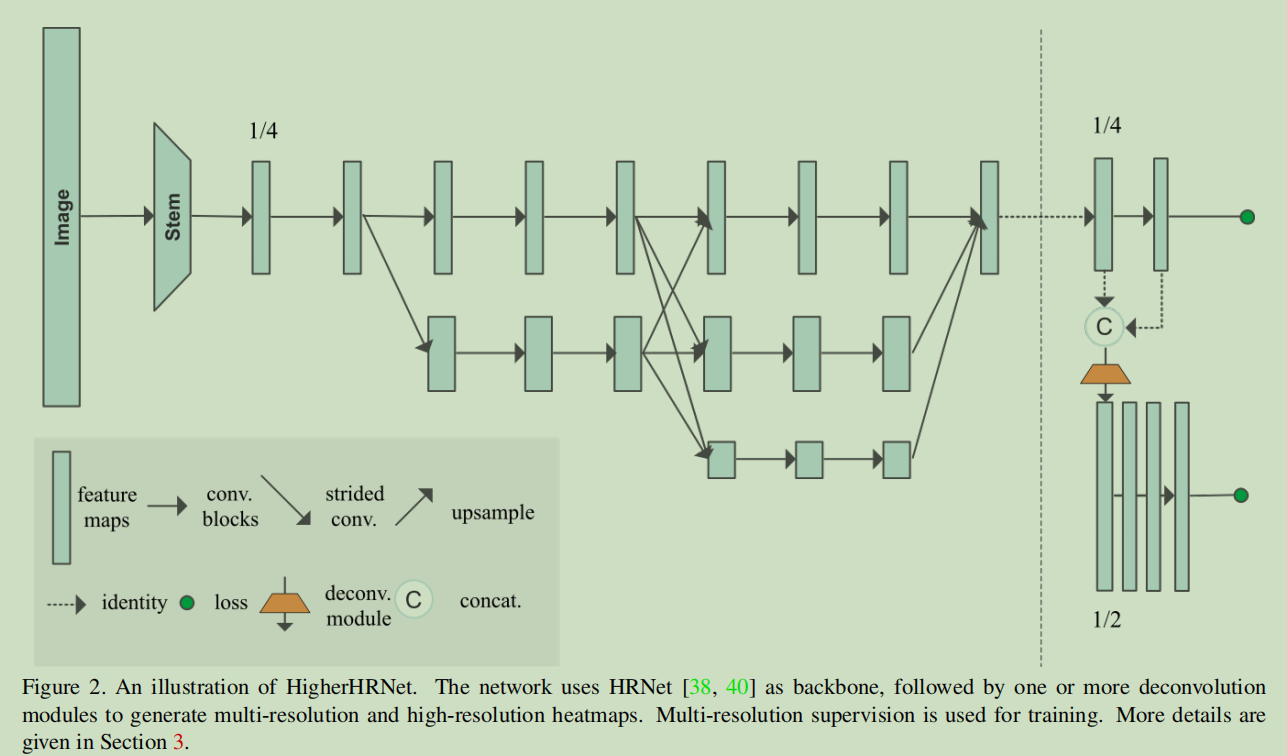 1/4
1/4
Image
Stem
C
1/2
feature
maps
conv.
blocks
strided
conv.
upsample
identity
loss
deconv.
module
C
concat.
Figure 2. An illustration of HigherHRNet. The network uses HRNet [38, 40] as backbone, followed by one or more deconvolution
modules to generate multi-resolution and high-resolution heatmaps. Multi-resolution supervision is used for training. More details are
given in Section 3.